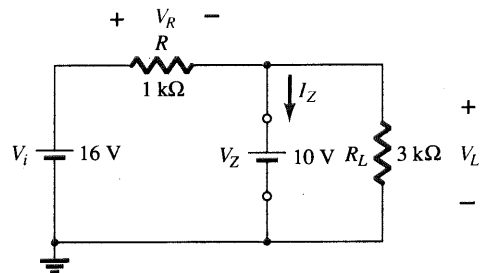 + V_R −
R
1 kΩ
I_Z
+
V_i 16 V V_Z 10 V R_L 3 kΩ V_L
−